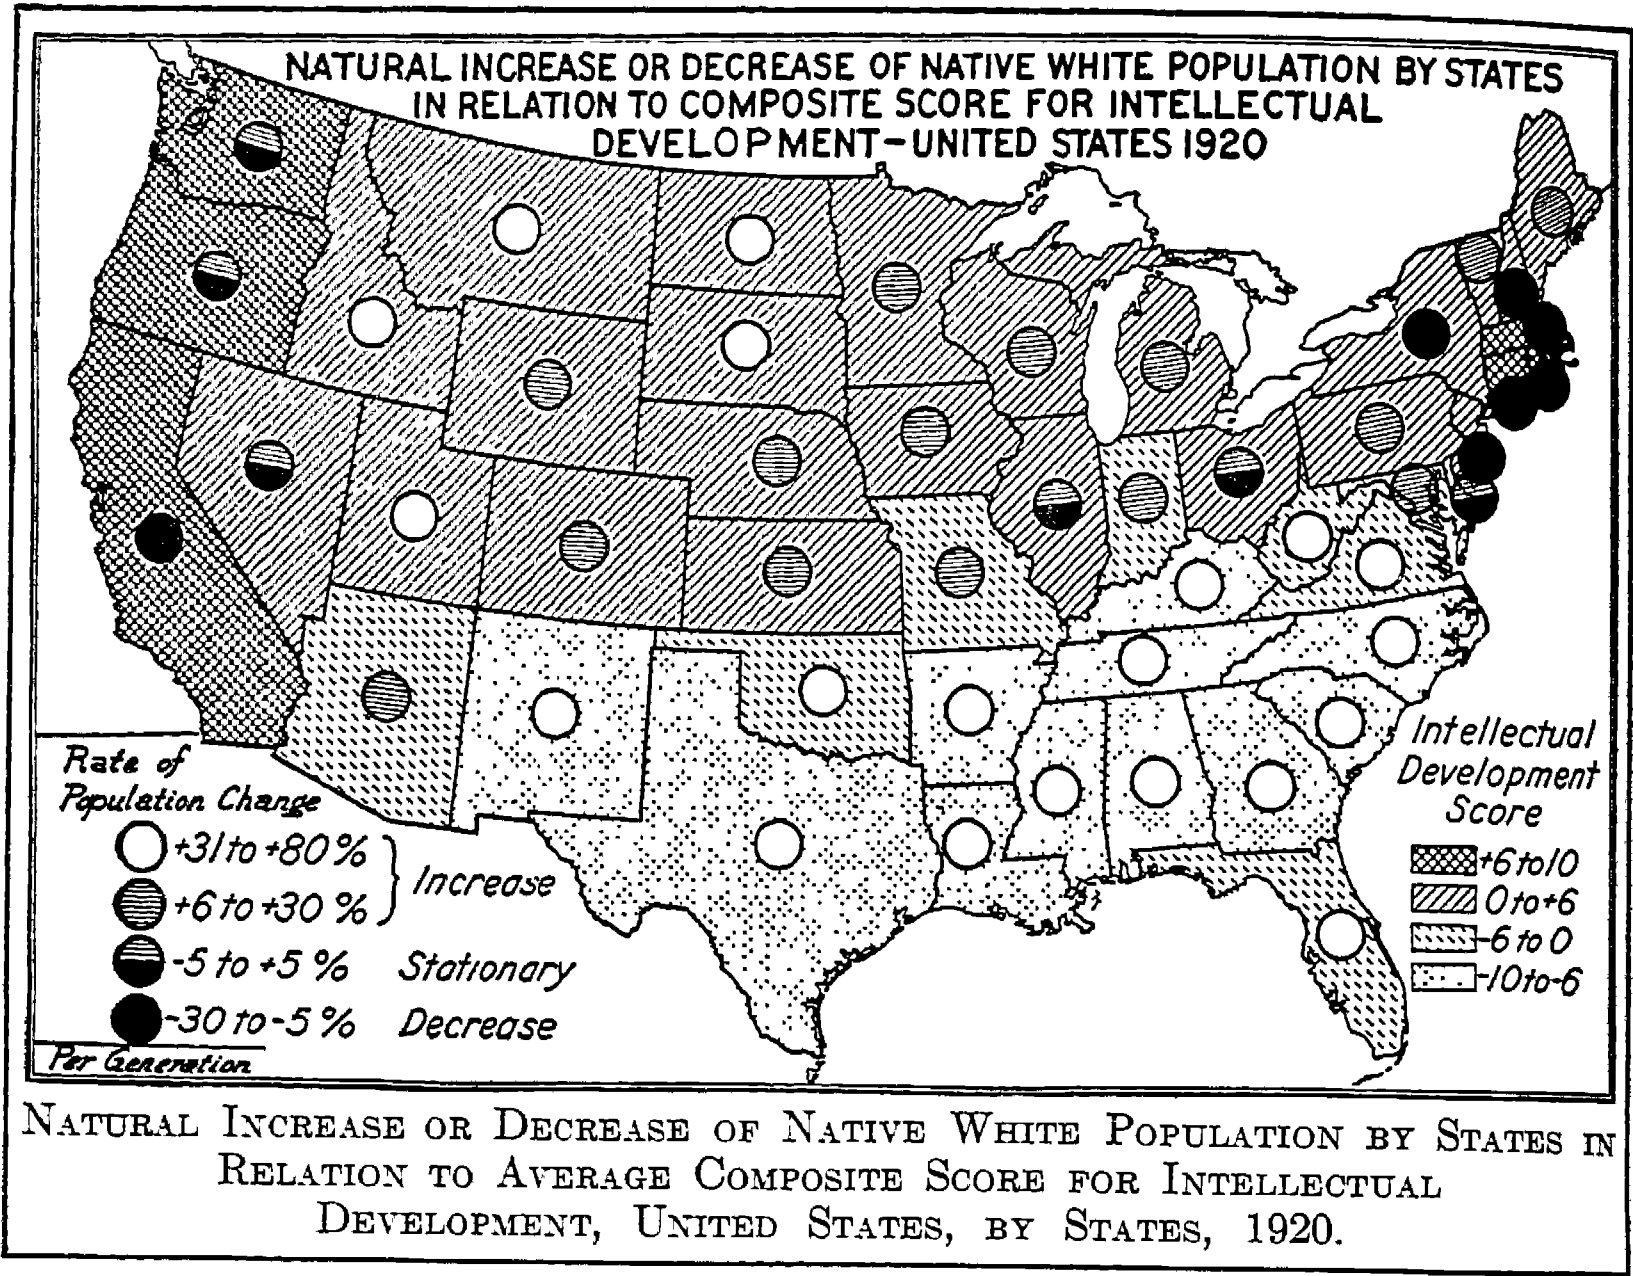 NATURAL INCREASE OR DECREASE OF NATIVE WHITE POPULATION BY STATES
IN RELATION TO COMPOSITE SCORE FOR INTELLECTUAL
DEVELOPMENT-UNITED STATES 1920
Rate of
Population Change
+31 to +80 %
+6 to +30 %
Increase
-5 to +5 % Stationary
-30 to -5 % Decrease
Per Generation
Intellectual
Development
Score
+6 to 10
0 to +6
-6 to 0
-10 to -6
NATURAL INCREASE OR DECREASE OF NATIVE WHITE POPULATION BY STATES IN
RELATION TO AVERAGE COMPOSITE SCORE FOR INTELLECTUAL
DEVELOPMENT, UNITED STATES, BY STATES, 1920.